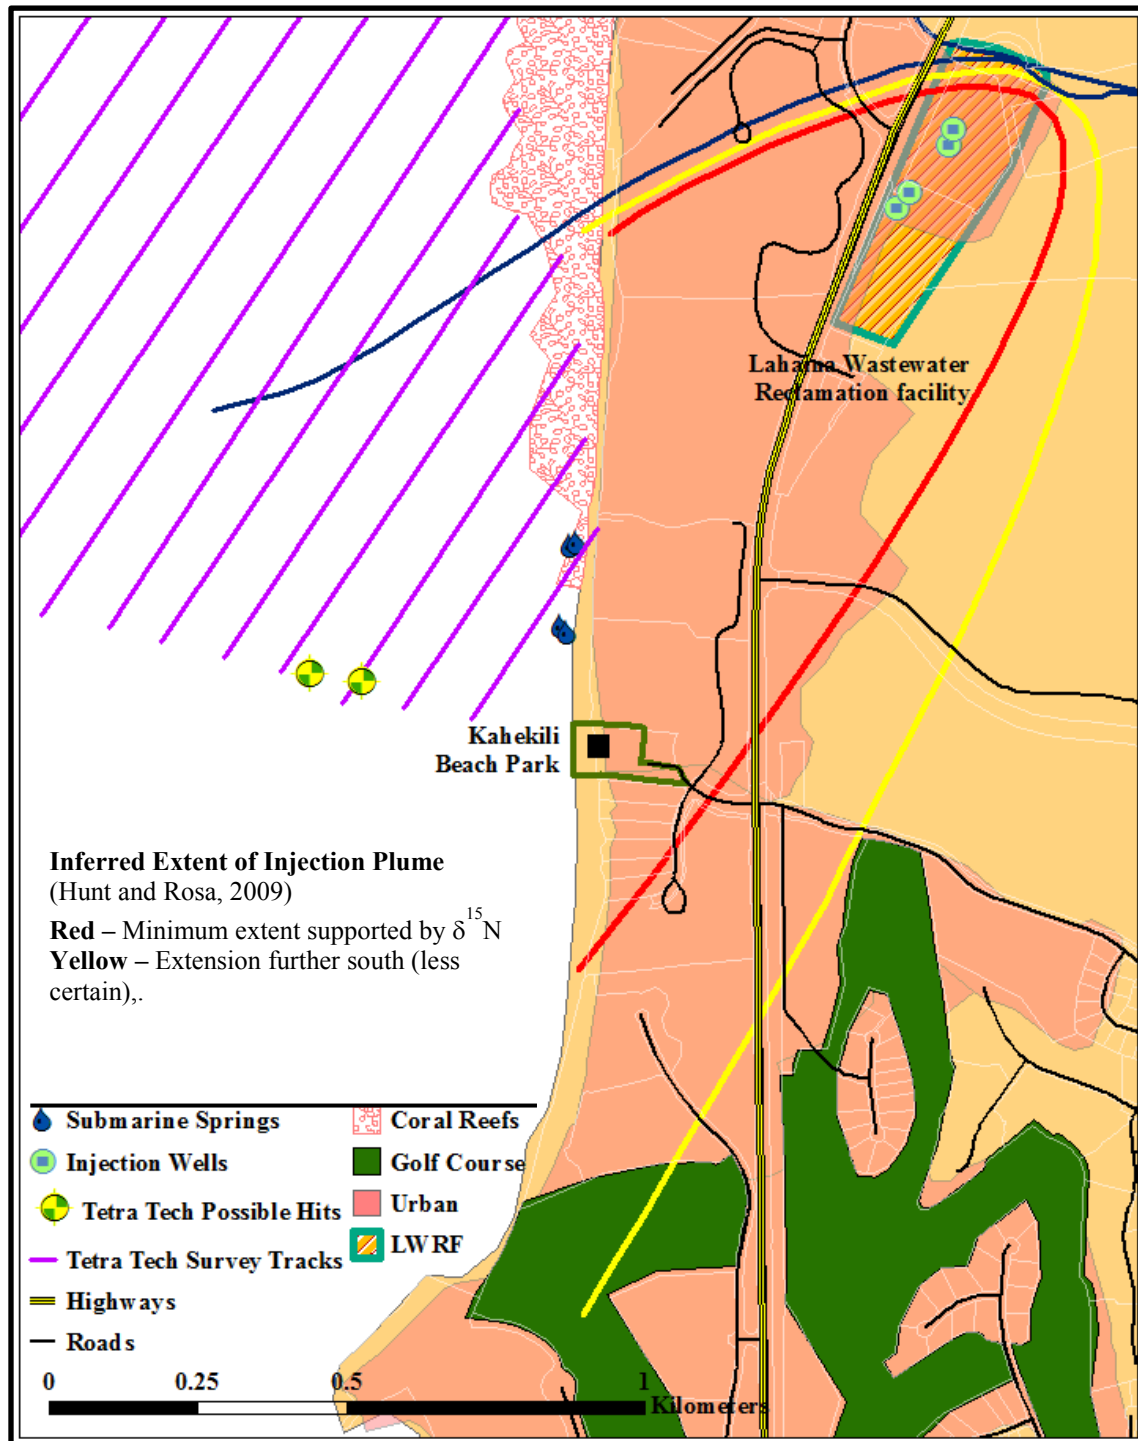 Lahaina Wastewater
Reclamation facility
Kahekili
Beach Park
Inferred Extent of Injection Plume
(Hunt and Rosa, 2009)
Red – Minimum extent supported by δ¹⁵N
Yellow – Extension further south (less
certain),.
Submarine Springs
Injection Wells
Tetra Tech Possible Hits
Tetra Tech Survey Tracks
Highways
Roads
Coral Reefs
Golf Course
Urban
LWRF
0 0.25 0.5 1
Kilometers